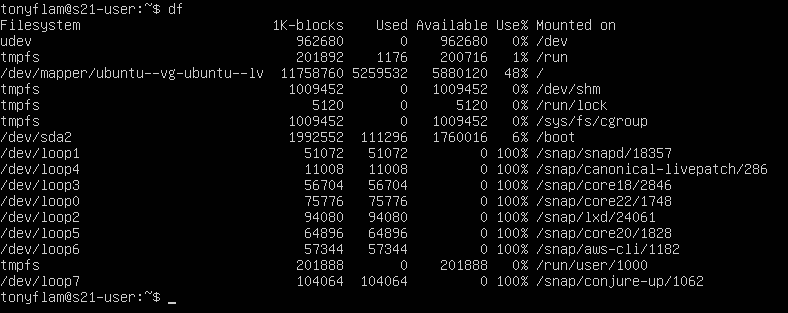 tonyflam@s21-user:~$ df
Filesystem                        1K-blocks    Used Available Use% Mounted on
udev                                 962680       0    962680   0% /dev
tmpfs                                201892    1176    200716   1% /run
/dev/mapper/ubuntu--vg-ubuntu--lv  11758760 5259532   5880120  48% /
tmpfs                               1009452       0   1009452   0% /dev/shm
tmpfs                                  5120       0      5120   0% /run/lock
tmpfs                               1009452       0   1009452   0% /sys/fs/cgroup
/dev/sda2                           1992552  111296   1760016   6% /boot
/dev/loop1                            51072   51072         0 100% /snap/snapd/18357
/dev/loop4                            11008   11008         0 100% /snap/canonical-livepatch/286
/dev/loop3                            56704   56704         0 100% /snap/core18/2846
/dev/loop0                            75776   75776         0 100% /snap/core22/1748
/dev/loop2                            94080   94080         0 100% /snap/lxd/24061
/dev/loop5                            64896   64896         0 100% /snap/core20/1828
/dev/loop6                            57344   57344         0 100% /snap/aws-cli/1182
tmpfs                                201888       0    201888   0% /run/user/1000
/dev/loop7                           104064  104064         0 100% /snap/conjure-up/1062
tonyflam@s21-user:~$ _